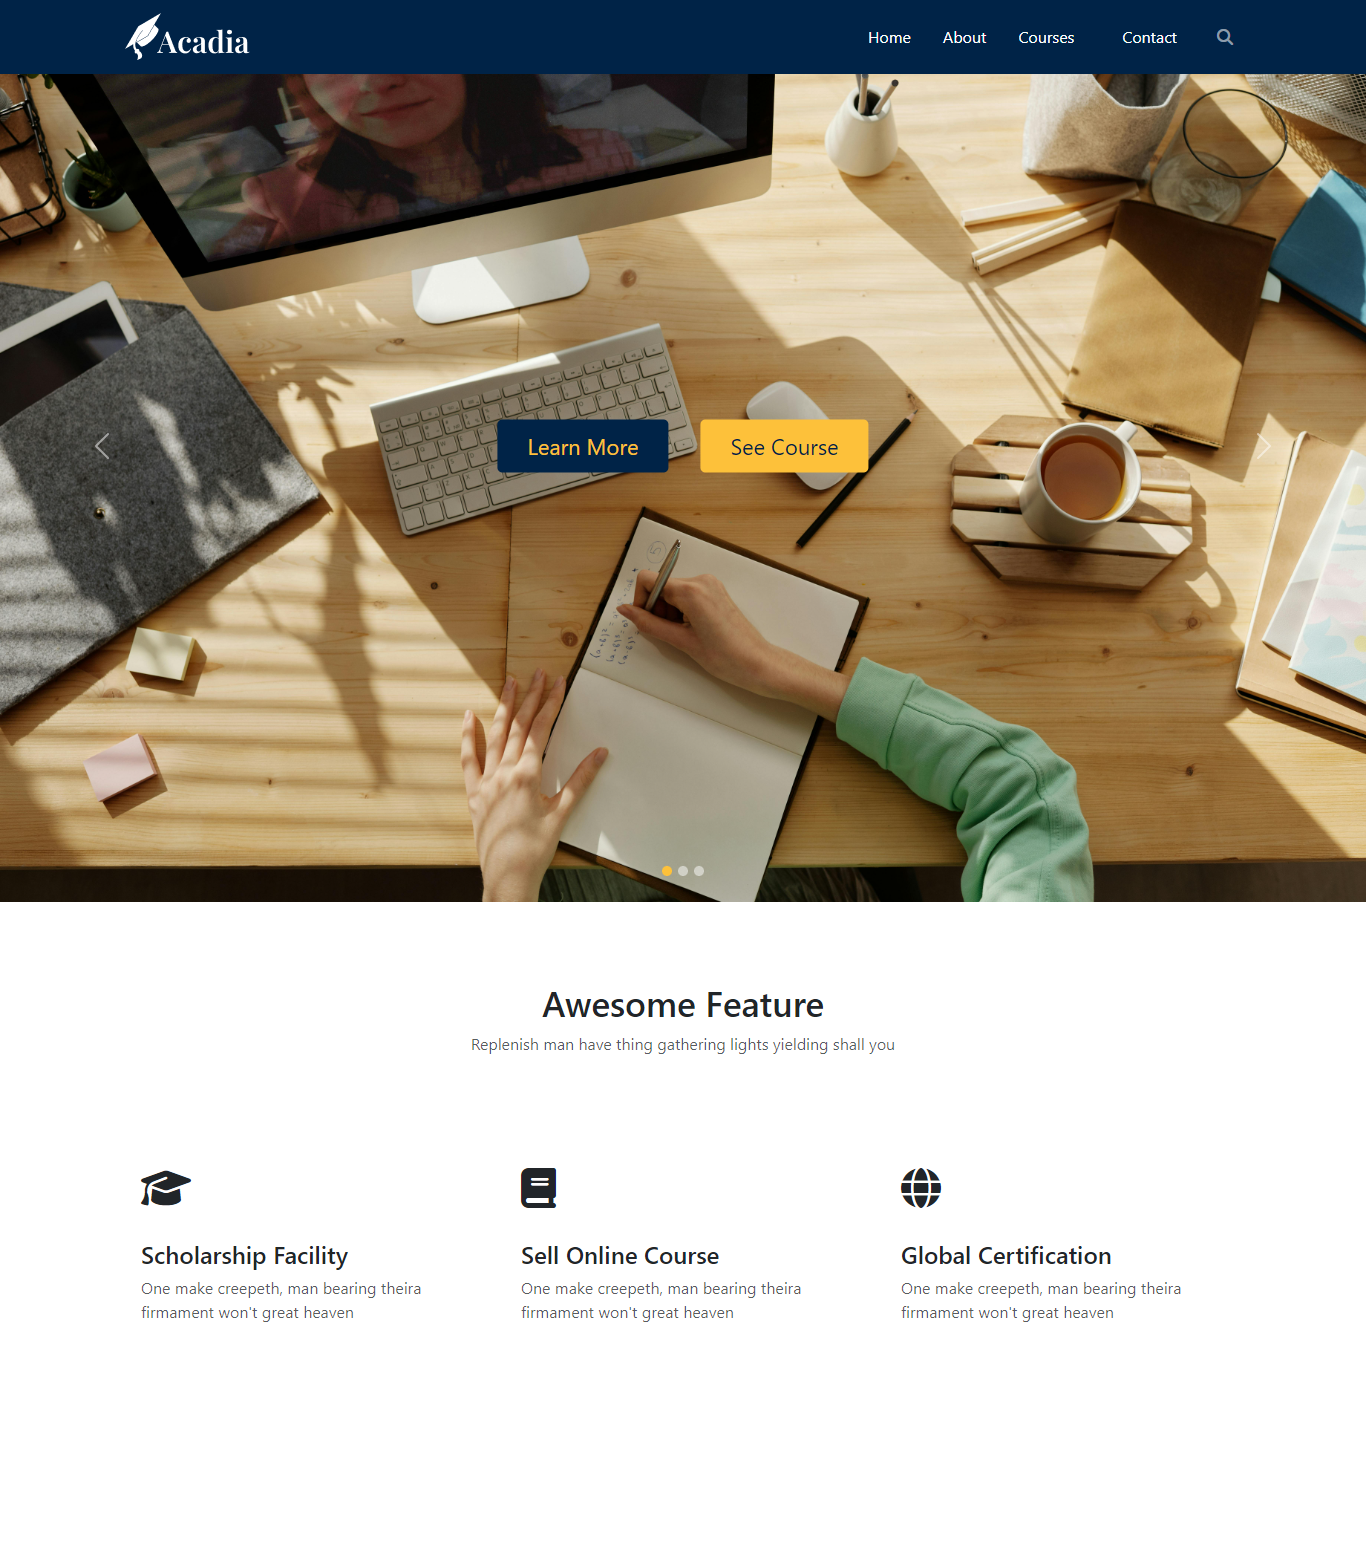 Acadia
Home About Courses Contact
Learn More
See Course
Awesome Feature
Replenish man have thing gathering lights yielding shall you
Scholarship Facility
One make creepeth, man bearing theira
firmament won't great heaven
Sell Online Course
One make creepeth, man bearing theira
firmament won't great heaven
Global Certification
One make creepeth, man bearing theira
firmament won't great heaven